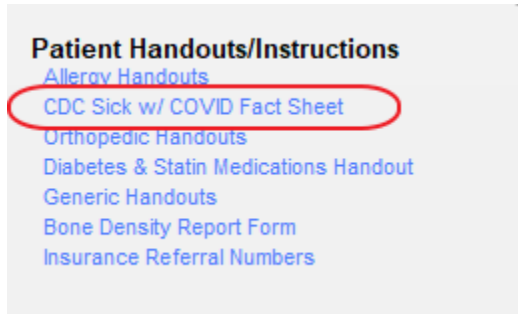 Patient Handouts/Instructions
Allergy Handouts
CDC Sick w/ COVID Fact Sheet
Orthopedic Handouts
Diabetes & Statin Medications Handout
Generic Handouts
Bone Density Report Form
Insurance Referral Numbers